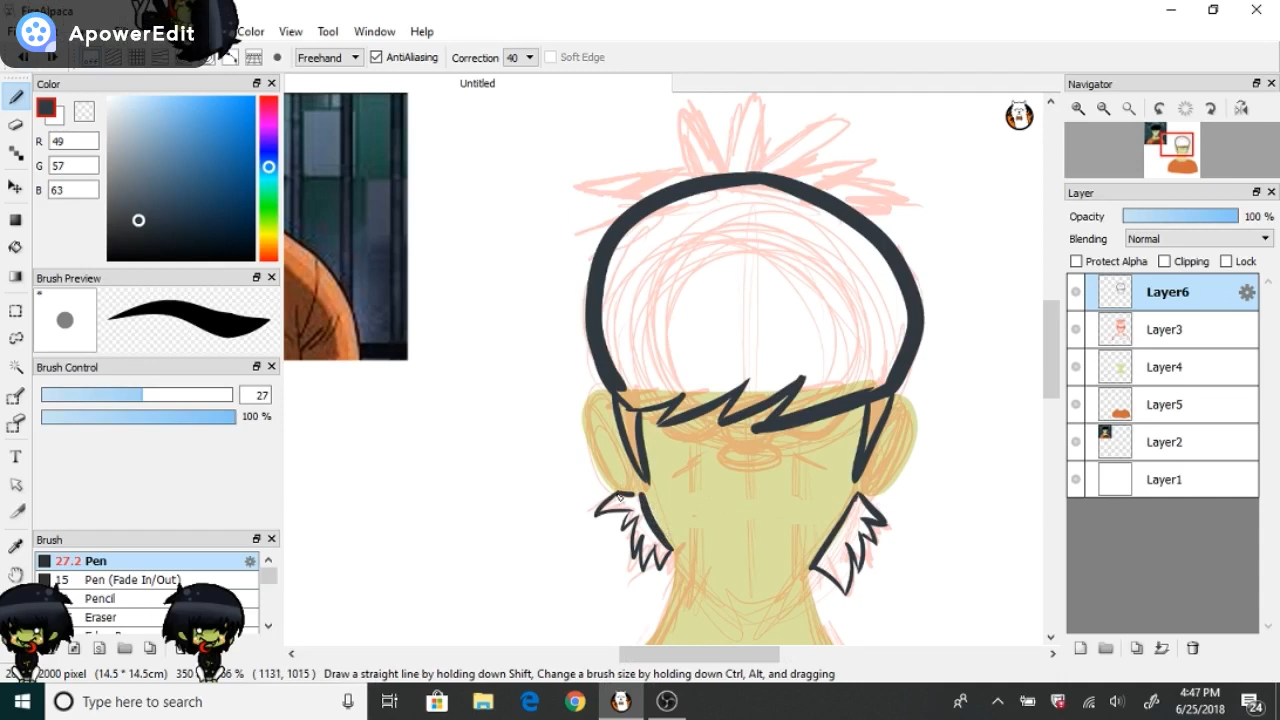 FireAlpaca
ApowerEdit
Color View Tool Window Help
Freehand AntiAliasing Correction 40 Soft Edge
Color
Untitled
Navigator
R 49
G 57
B 63
Layer
Opacity 100 %
Blending Normal
Protect Alpha Clipping Lock
Brush Preview
Layer6
Layer3
Brush Control
Layer4
27
Layer5
100 %
Layer2
Layer1
Brush
27.2 Pen
15 Pen (Fade In/Out)
Pencil
Eraser
2000 pixel (14.5 * 14.5cm) 350 ( 1131, 1015 ) Draw a straight line by holding down Shift, Change a brush size by holding down Ctrl, Alt, and dragging
Type here to search
4:47 PM
6/25/2018
24